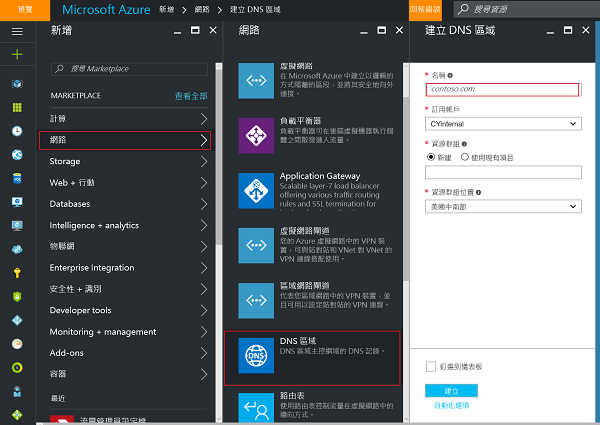 預覽
Microsoft Azure 新增 > 網路 > 建立 DNS 區域
回報錯誤
搜尋資源
新增
搜尋 Marketplace
MARKETPLACE
查看全部
計算
網路
Storage
Web + 行動
Databases
Intelligence + analytics
物聯網
Enterprise Integration
安全性 + 識別
Developer tools
Monitoring + management
Add-ons
容器
最近
流量管理員設定檔
網路
虛擬網路
在 Microsoft Azure 中建立以邏輯的
方式隔離的區段，並將其安全地向外
連接。
負載平衡器
負載平衡器可在後區虛擬機器執行個
體之間散發連入流量。
Application Gateway
Scalable layer-7 load balancer
offering various traffic routing
rules and SSL termination for
虛擬網路閘道
您的 Azure 虛擬網路中的 VPN 裝
置，可與站對站和 VNet 對 VNet 的
VPN 連線搭配使用。
區域網路閘道
代表您區域網路中的 VPN 裝置，並
且可用以設定站對站的 VPN 連線。
DNS
DNS 區域
DNS 區域主控網域的 DNS 記錄。
路由表
使用路由表控制流量在虛擬網路中的
導向方式。
建立 DNS 區域
* 名稱
contoso.com
* 訂用帳戶
CYinternal
* 資源群組
新建 使用現有項目
* 資源群組位置
美國中南部
釘選到儀表板
建立
自動化選項